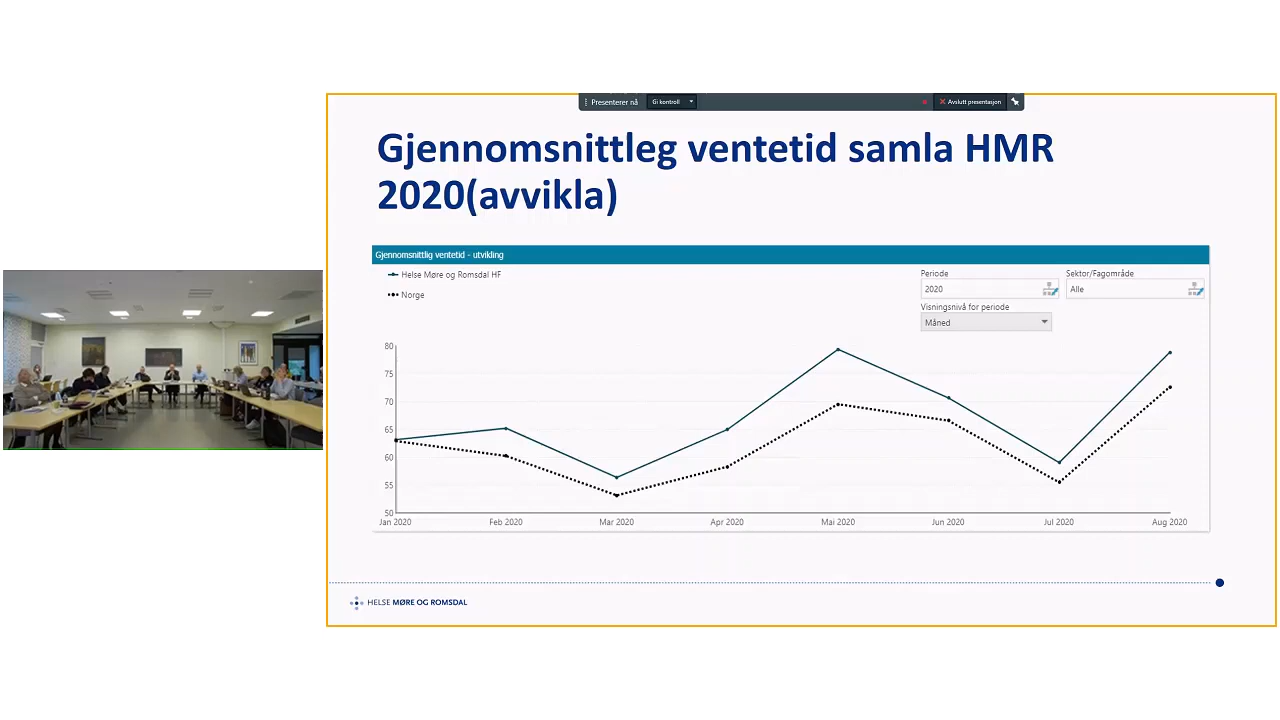 Presenterer nå
Gi kontroll
Avslutt presentasjon
Gjennomsnittleg ventetid samla HMR
2020(avvikla)
Gjennomsnittlig ventetid - utvikling
Helse Møre og Romsdal HF
Norge
Periode
Sektor/Fagområde
2020
Alle
Visningsnivå for periode
Måned
80
75
70
65
60
55
50
Jan 2020 Feb 2020 Mar 2020 Apr 2020 Mai 2020 Jun 2020 Jul 2020 Aug 2020
HELSE MØRE OG ROMSDAL